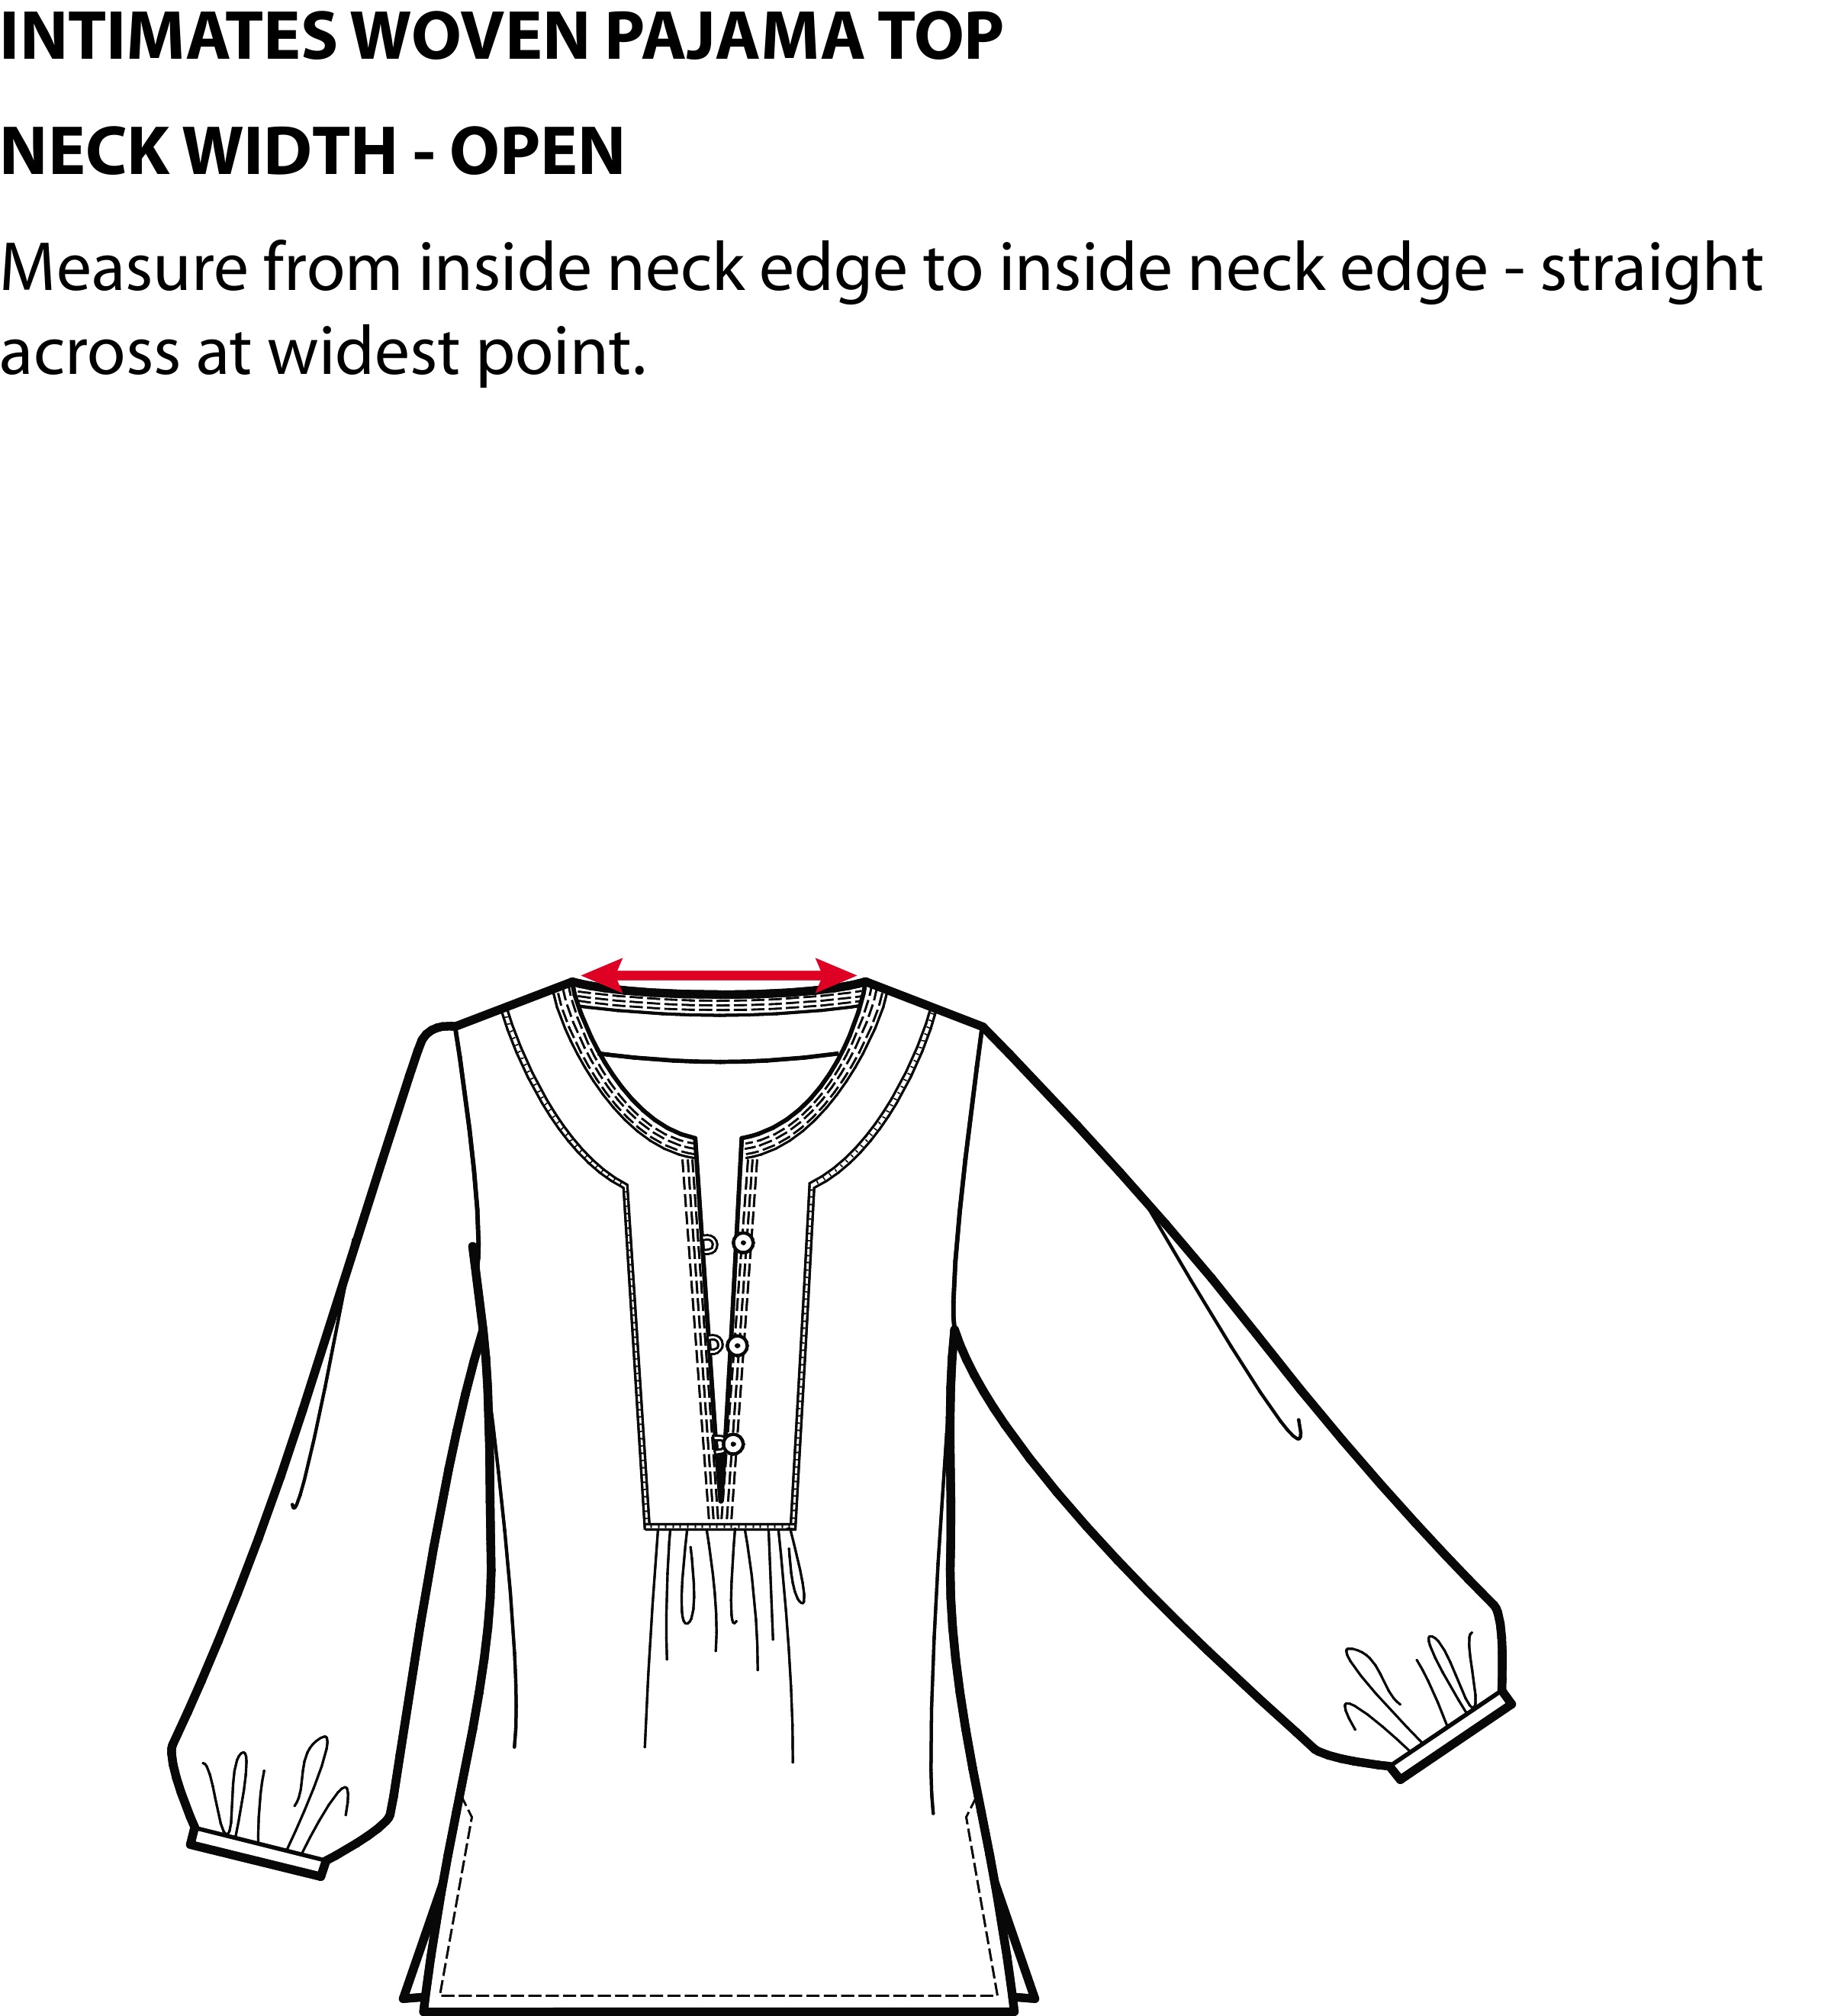 INTIMATES WOVEN PAJAMA TOP
NECK WIDTH - OPEN
Measure from inside neck edge to inside neck edge - straight
across at widest point.